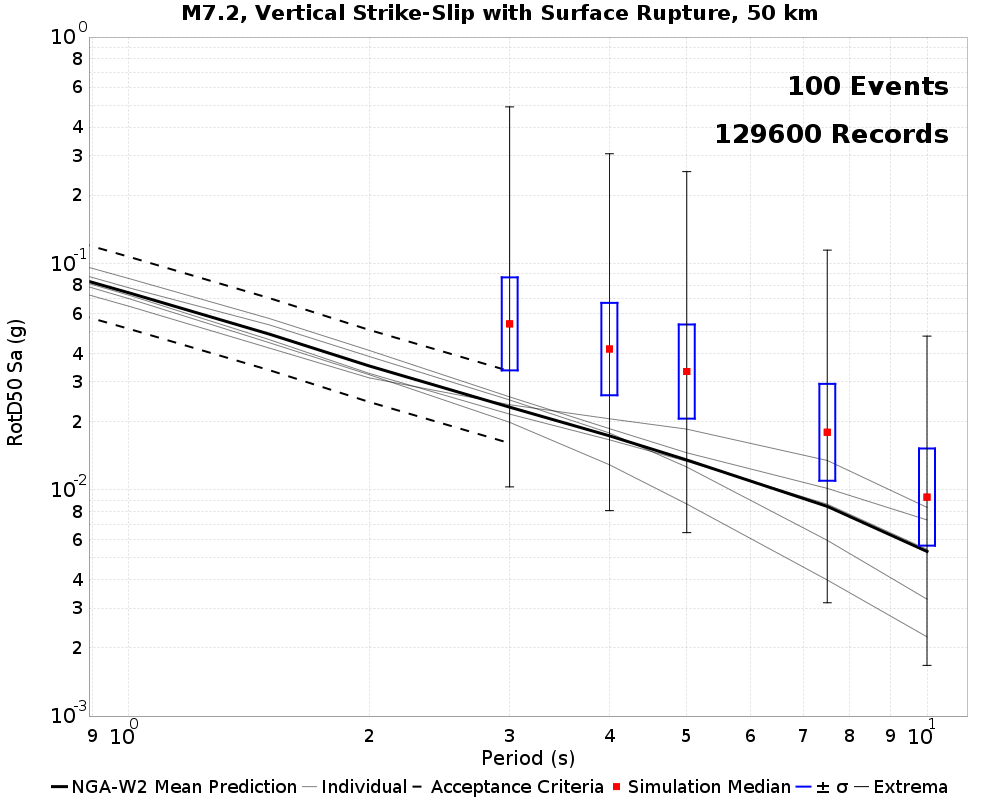 M7.2, Vertical Strike-Slip with Surface Rupture, 50 km
100 Events
129600 Records
RotD50 Sa (g)
10^0
8
6
4
3
2
10^-1
8
6
4
3
2
10^-2
8
6
4
3
2
10^-3
9 10^0 2 3 4 5 6 7 8 9 10^1
Period (s)
NGA-W2 Mean Prediction Individual Acceptance Criteria Simulation Median ± σ Extrema